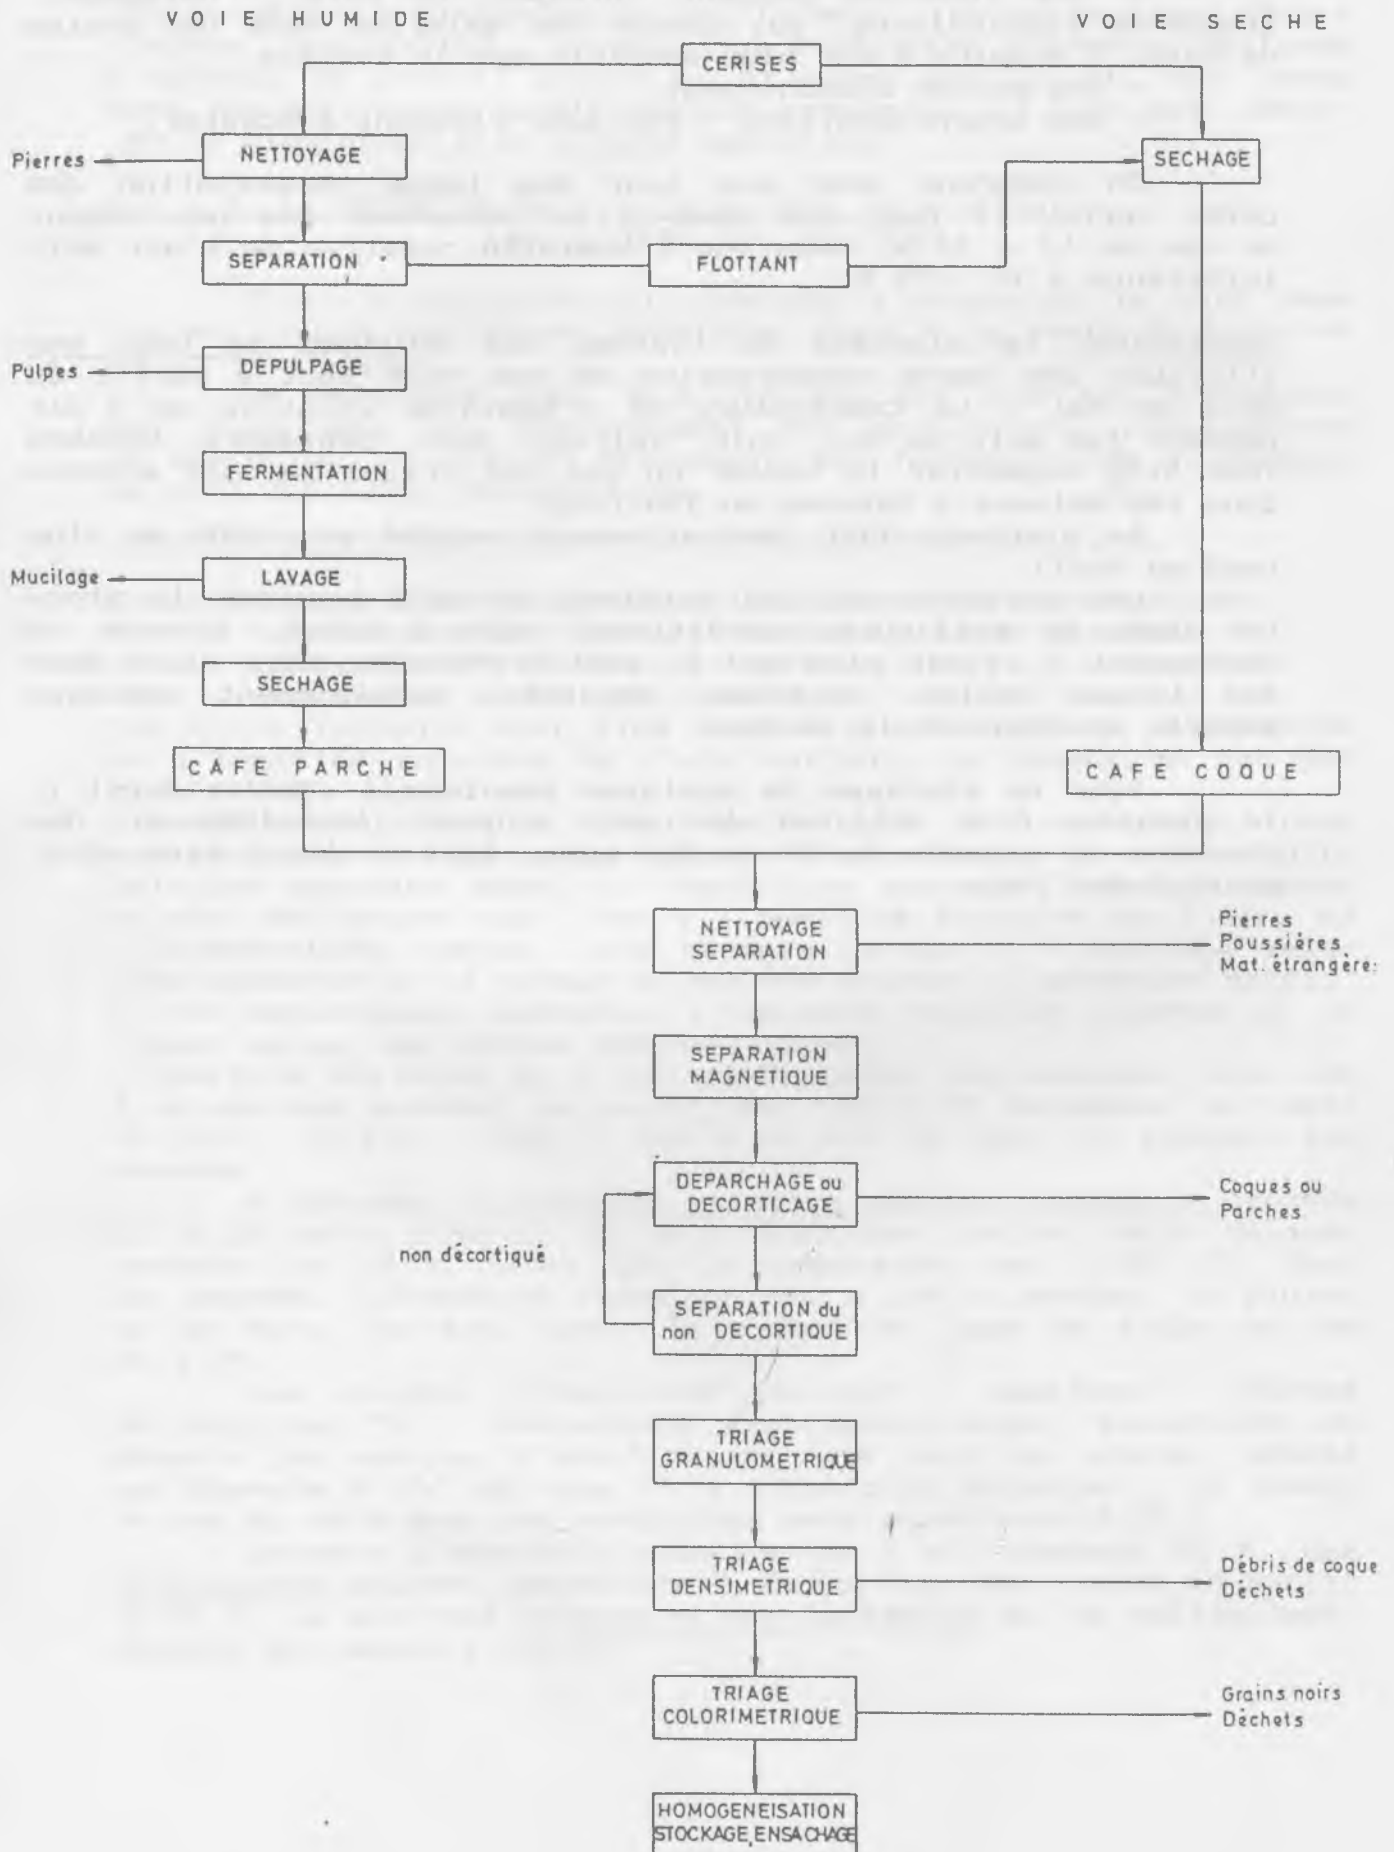 VOIE HUMIDE
VOIE SECHE
CERISES
Pierres
NETTOYAGE
SECHAGE
SEPARATION
FLOTTANT
Pulpes
DEPULPAGE
FERMENTATION
Mucilage
LAVAGE
SECHAGE
CAFE PARCHE
CAFE COQUE
NETTOYAGE
SEPARATION
Pierres
Poussières
Mat. étrangère:
SEPARATION
MAGNETIQUE
DEPARCHAGE ou
DECORTICAGE
Coques ou
Parches
non décortiqué
SEPARATION du
non DECORTIQUE
TRIAGE
GRANULOMETRIQUE
TRIAGE
DENSIMETRIQUE
Débris de coque
Déchets
TRIAGE
COLORIMETRIQUE
Grains noirs
Déchets
HOMOGENEISATION
STOCKAGE, ENSACHAGE